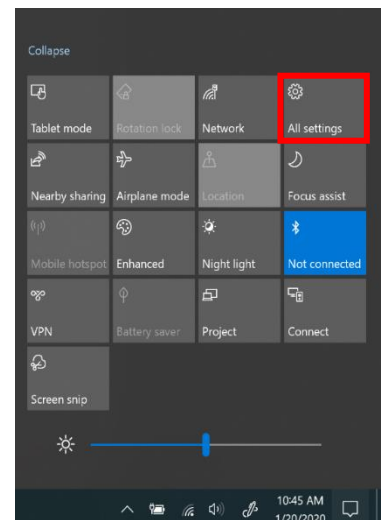 Collapse
Tablet mode
Rotation lock
Network
All settings
Nearby sharing
Airplane mode
Location
Focus assist
Mobile hotspot
Enhanced
Night light
Not connected
VPN
Battery saver
Project
Connect
Screen snip
10:45 AM
1/20/2020